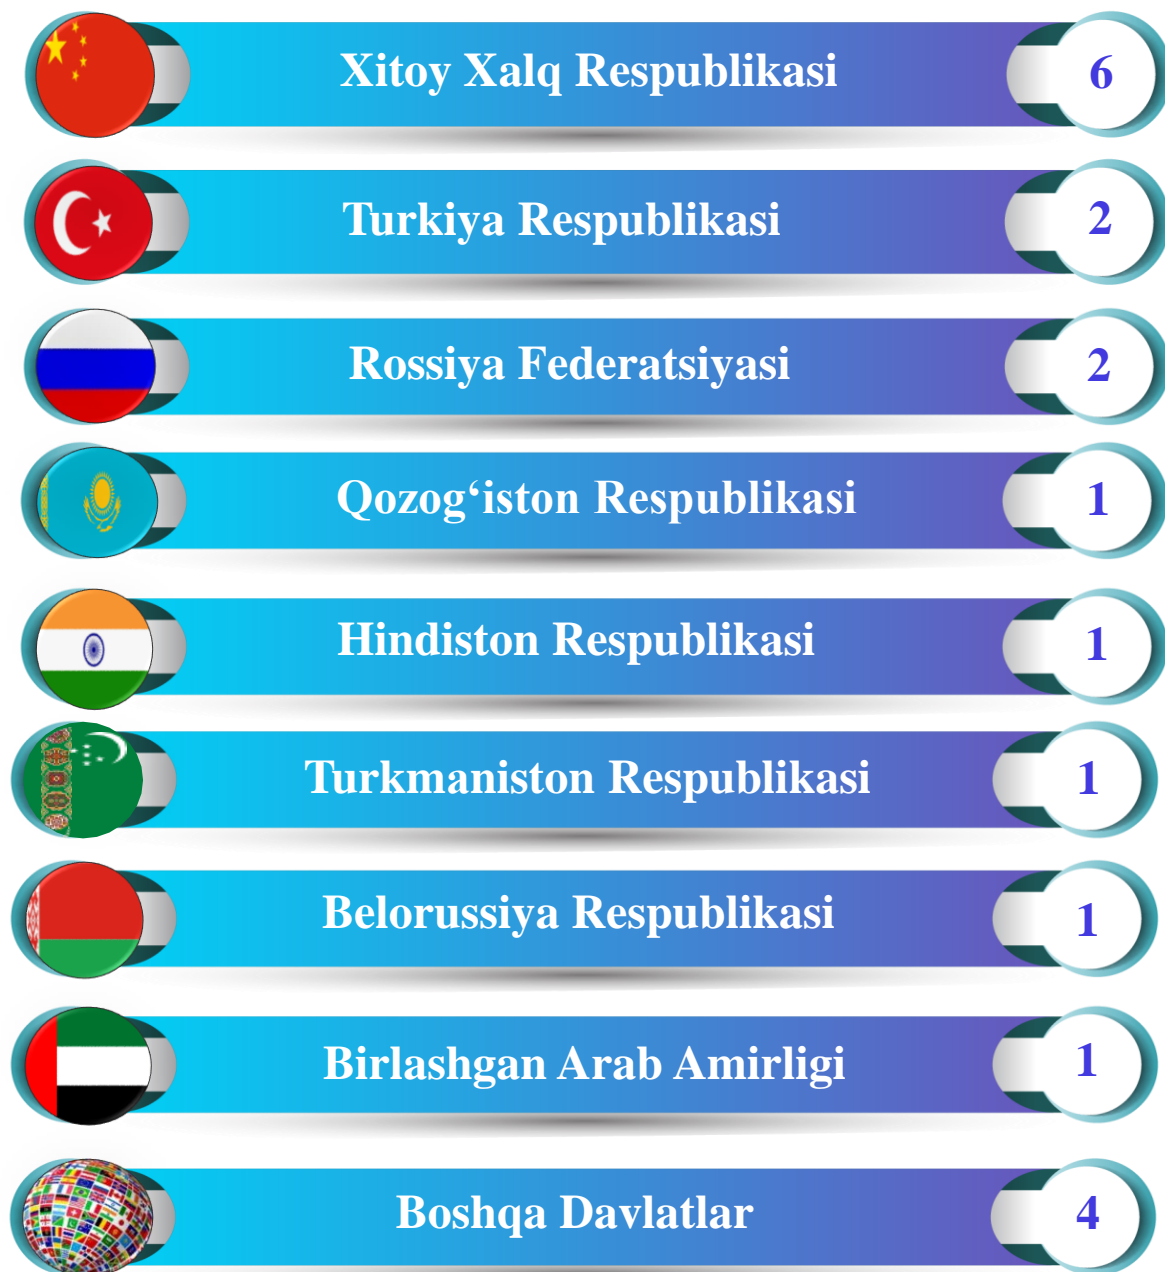 Xitoy Xalq Respublikasi 6
Turkiya Respublikasi 2
Rossiya Federatsiyasi 2
Qozog‘iston Respublikasi 1
Hindiston Respublikasi 1
Turkmaniston Respublikasi 1
Belorussiya Respublikasi 1
Birlashgan Arab Amirligi 1
Boshqa Davlatlar 4